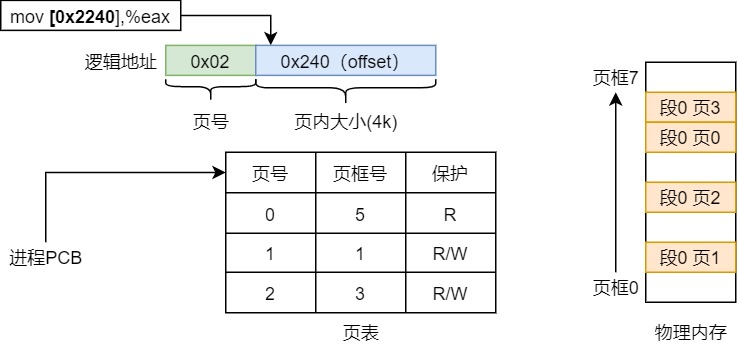 mov [0x2240],%eax
逻辑地址
0x02
0x240（offset）
页号
页内大小(4k)
进程PCB
页号 页框号 保护
0 5 R
1 1 R/W
2 3 R/W
页表
页框7
段0 页3
段0 页0
段0 页2
段0 页1
页框0
物理内存